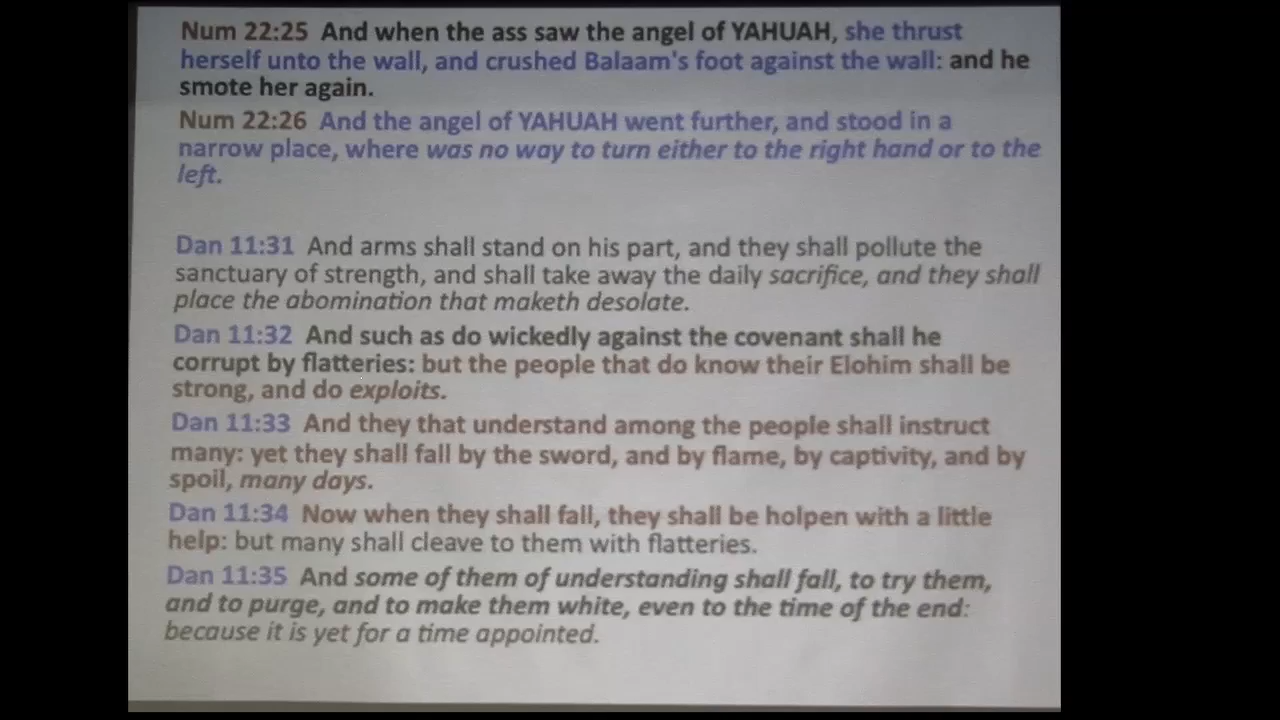 Num 22:25 And when the ass saw the angel of YAHUAH, she thrust
herself unto the wall, and crushed Balaam's foot against the wall: and he
smote her again.
Num 22:26 And the angel of YAHUAH went further, and stood in a
narrow place, where was no way to turn either to the right hand or to the
left.
Dan 11:31 And arms shall stand on his part, and they shall pollute the
sanctuary of strength, and shall take away the daily sacrifice, and they shall
place the abomination that maketh desolate.
Dan 11:32 And such as do wickedly against the covenant shall he
corrupt by flatteries: but the people that do know their Elohim shall be
strong, and do exploits.
Dan 11:33 And they that understand among the people shall instruct
many: yet they shall fall by the sword, and by flame, by captivity, and by
spoil, many days.
Dan 11:34 Now when they shall fall, they shall be holpen with a little
help: but many shall cleave to them with flatteries.
Dan 11:35 And some of them of understanding shall fall, to try them,
and to purge, and to make them white, even to the time of the end:
because it is yet for a time appointed.